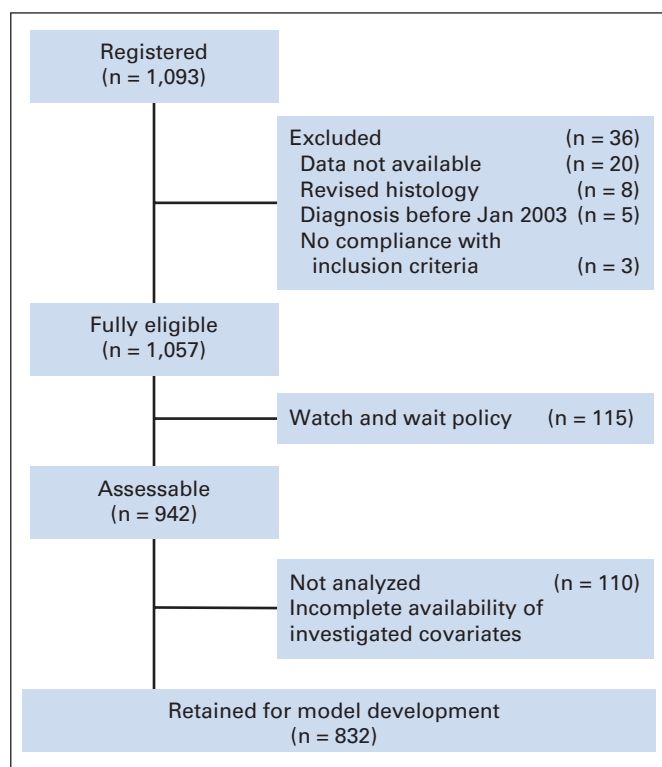 Registered
(n = 1,093)
Excluded (n = 36)
Data not available (n = 20)
Revised histology (n = 8)
Diagnosis before Jan 2003 (n = 5)
No compliance with
inclusion criteria (n = 3)
Fully eligible
(n = 1,057)
Watch and wait policy (n = 115)
Assessable
(n = 942)
Not analyzed (n = 110)
Incomplete availability of
investigated covariates
Retained for model development
(n = 832)